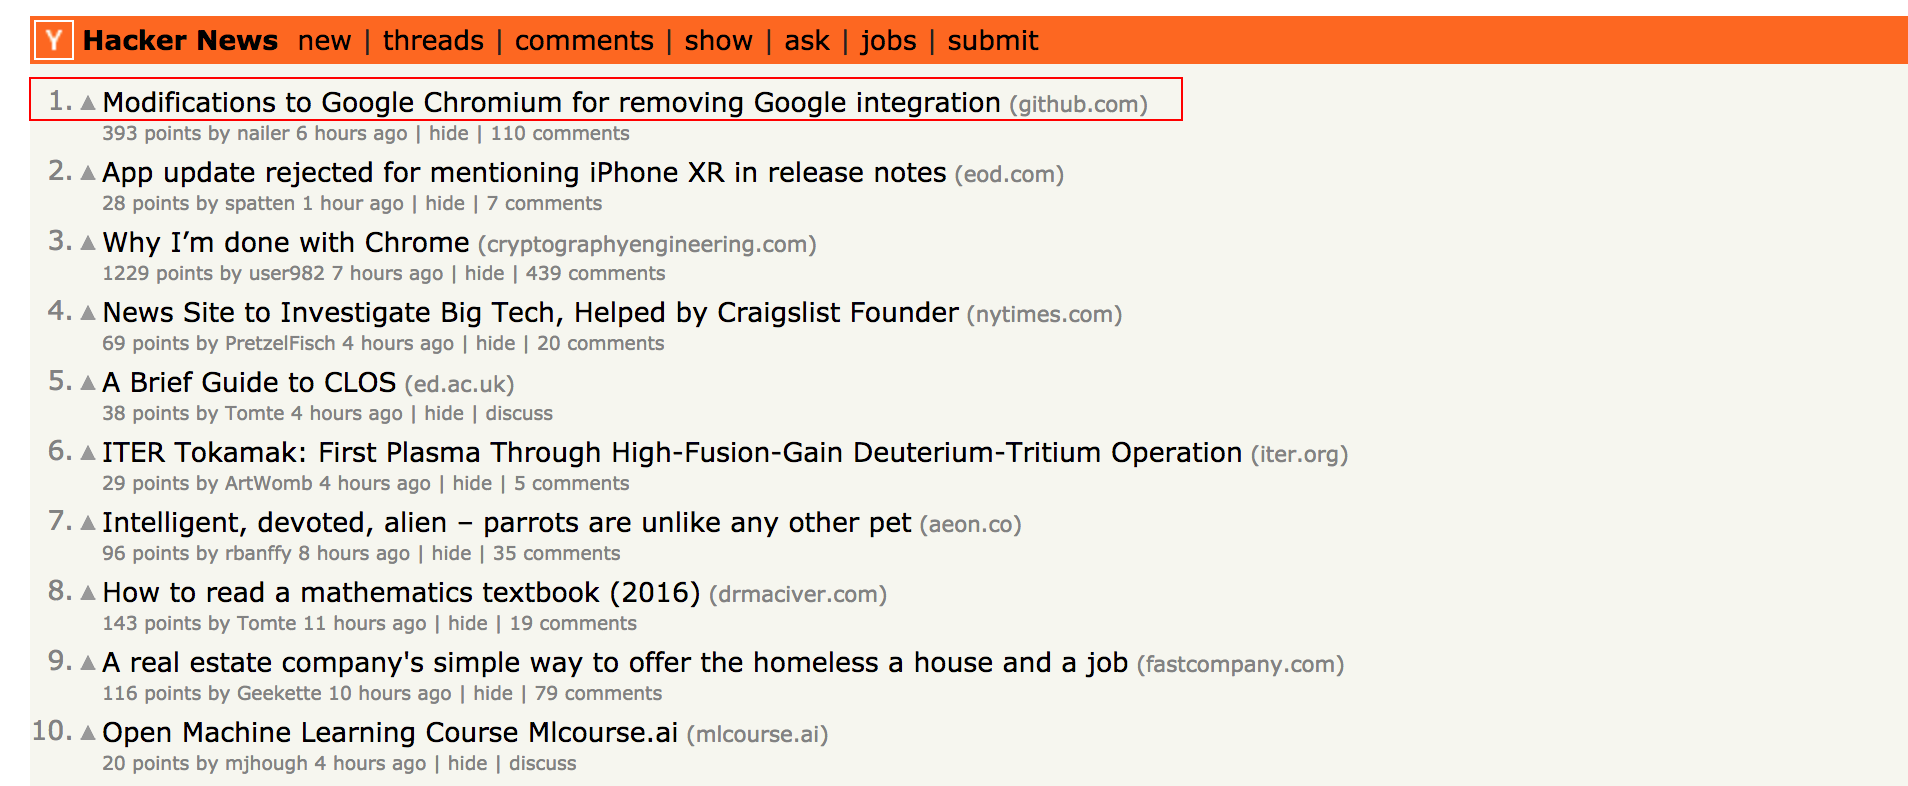 Y Hacker News new | threads | comments | show | ask | jobs | submit
1. ▲ Modifications to Google Chromium for removing Google integration (github.com)
393 points by nailer 6 hours ago | hide | 110 comments
2. ▲ App update rejected for mentioning iPhone XR in release notes (eod.com)
28 points by spatten 1 hour ago | hide | 7 comments
3. ▲ Why I’m done with Chrome (cryptographyengineering.com)
1229 points by user982 7 hours ago | hide | 439 comments
4. ▲ News Site to Investigate Big Tech, Helped by Craigslist Founder (nytimes.com)
69 points by PretzelFisch 4 hours ago | hide | 20 comments
5. ▲ A Brief Guide to CLOS (ed.ac.uk)
38 points by Tomte 4 hours ago | hide | discuss
6. ▲ ITER Tokamak: First Plasma Through High-Fusion-Gain Deuterium-Tritium Operation (iter.org)
29 points by ArtWomb 4 hours ago | hide | 5 comments
7. ▲ Intelligent, devoted, alien – parrots are unlike any other pet (aeon.co)
96 points by rbanffy 8 hours ago | hide | 35 comments
8. ▲ How to read a mathematics textbook (2016) (drmaciver.com)
143 points by Tomte 11 hours ago | hide | 19 comments
9. ▲ A real estate company's simple way to offer the homeless a house and a job (fastcompany.com)
116 points by Geekette 10 hours ago | hide | 79 comments
10. ▲ Open Machine Learning Course Mlcourse.ai (mlcourse.ai)
20 points by mjhough 4 hours ago | hide | discuss